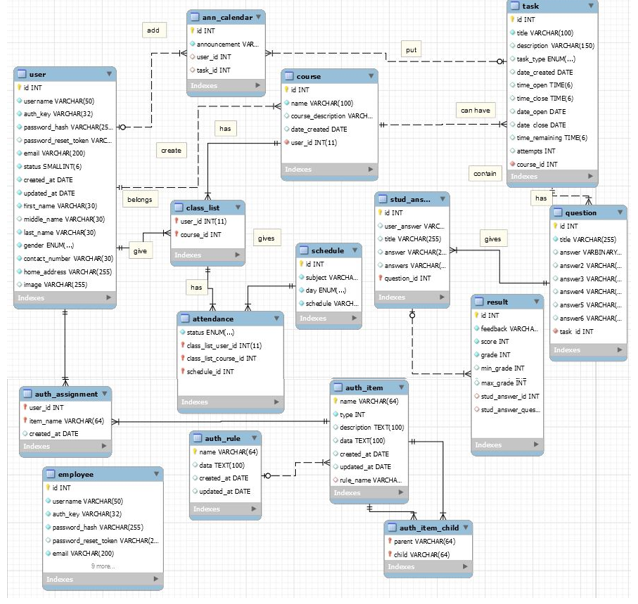 ann_calendar
id INT
announcement VAR...
user_id INT
task_id INT
Indexes
add
put
task
id INT
title VARCHAR(100)
description VARCHAR(150)
task_type ENUM(...)
date_created DATE
time_open TIME(6)
time_close TIME(6)
date_open DATE
date close DATE
time_remaining TIME(6)
attempts INT
course_id INT
Indexes
user
id INT
username VARCHAR(50)
auth_key VARCHAR(32)
password_hash VARCHAR(25...
password_reset_token VARC...
email VARCHAR(200)
status SMALLINT(6)
created_at DATE
updated_at DATE
first_name VARCHAR(30)
middle_name VARCHAR(30)
last_name VARCHAR(30)
gender ENUM(...)
contact_number VARCHAR(30)
home_address VARCHAR(255)
image VARCHAR(255)
Indexes
course
id INT
name VARCHAR(100)
course_description VARC...
date_created DATE
user_id INT(11)
Indexes
has
can have
create
belongs
give
contain
has
class_list
user_id INT(11)
course_id INT
Indexes
gives
has
schedule
id INT
subject VARCHA...
day ENUM(...)
schedule VARCH...
Indexes
stud_ans...
id INT
user_answer VARC...
title VARCHAR(255)
answer VARCHAR(2...
answers VARCHAR(...
question_id INT
Indexes
gives
question
id INT
title VARCHAR(255)
answer VARBINARY...
answer2 VARCHAR(...
answer3 VARCHAR(...
answer4 VARCHAR(...
answer5 VARCHAR(...
answer6 VARCHAR(...
task id INT
Indexes
attendance
status ENUM(...)
class_list_user_id INT(11)
class_list_course_id INT
schedule_id INT
Indexes
result
id INT
feedback VARCHAR...
score INT
grade INT
min_grade INT
max_grade INT
stud_answer_id INT
stud_answer_ques...
Indexes
auth_assignment
user_id INT
item_name VARCHAR(64)
created_at DATE
Indexes
auth_item
name VARCHAR(64)
type INT
description TEXT(100)
data TEXT(100)
created_at DATE
updated_at DATE
rule_name VARCHA...
Indexes
auth_rule
name VARCHAR(64)
data TEXT(100)
created_at DATE
updated_at DATE
Indexes
employee
id INT
username VARCHAR(50)
auth_key VARCHAR(32)
password_hash VARCHAR(255)
password_reset_token VARCHAR(2...
email VARCHAR(200)
9 more...
Indexes
auth_item_child
parent VARCHAR(64)
child VARCHAR(64)
Indexes